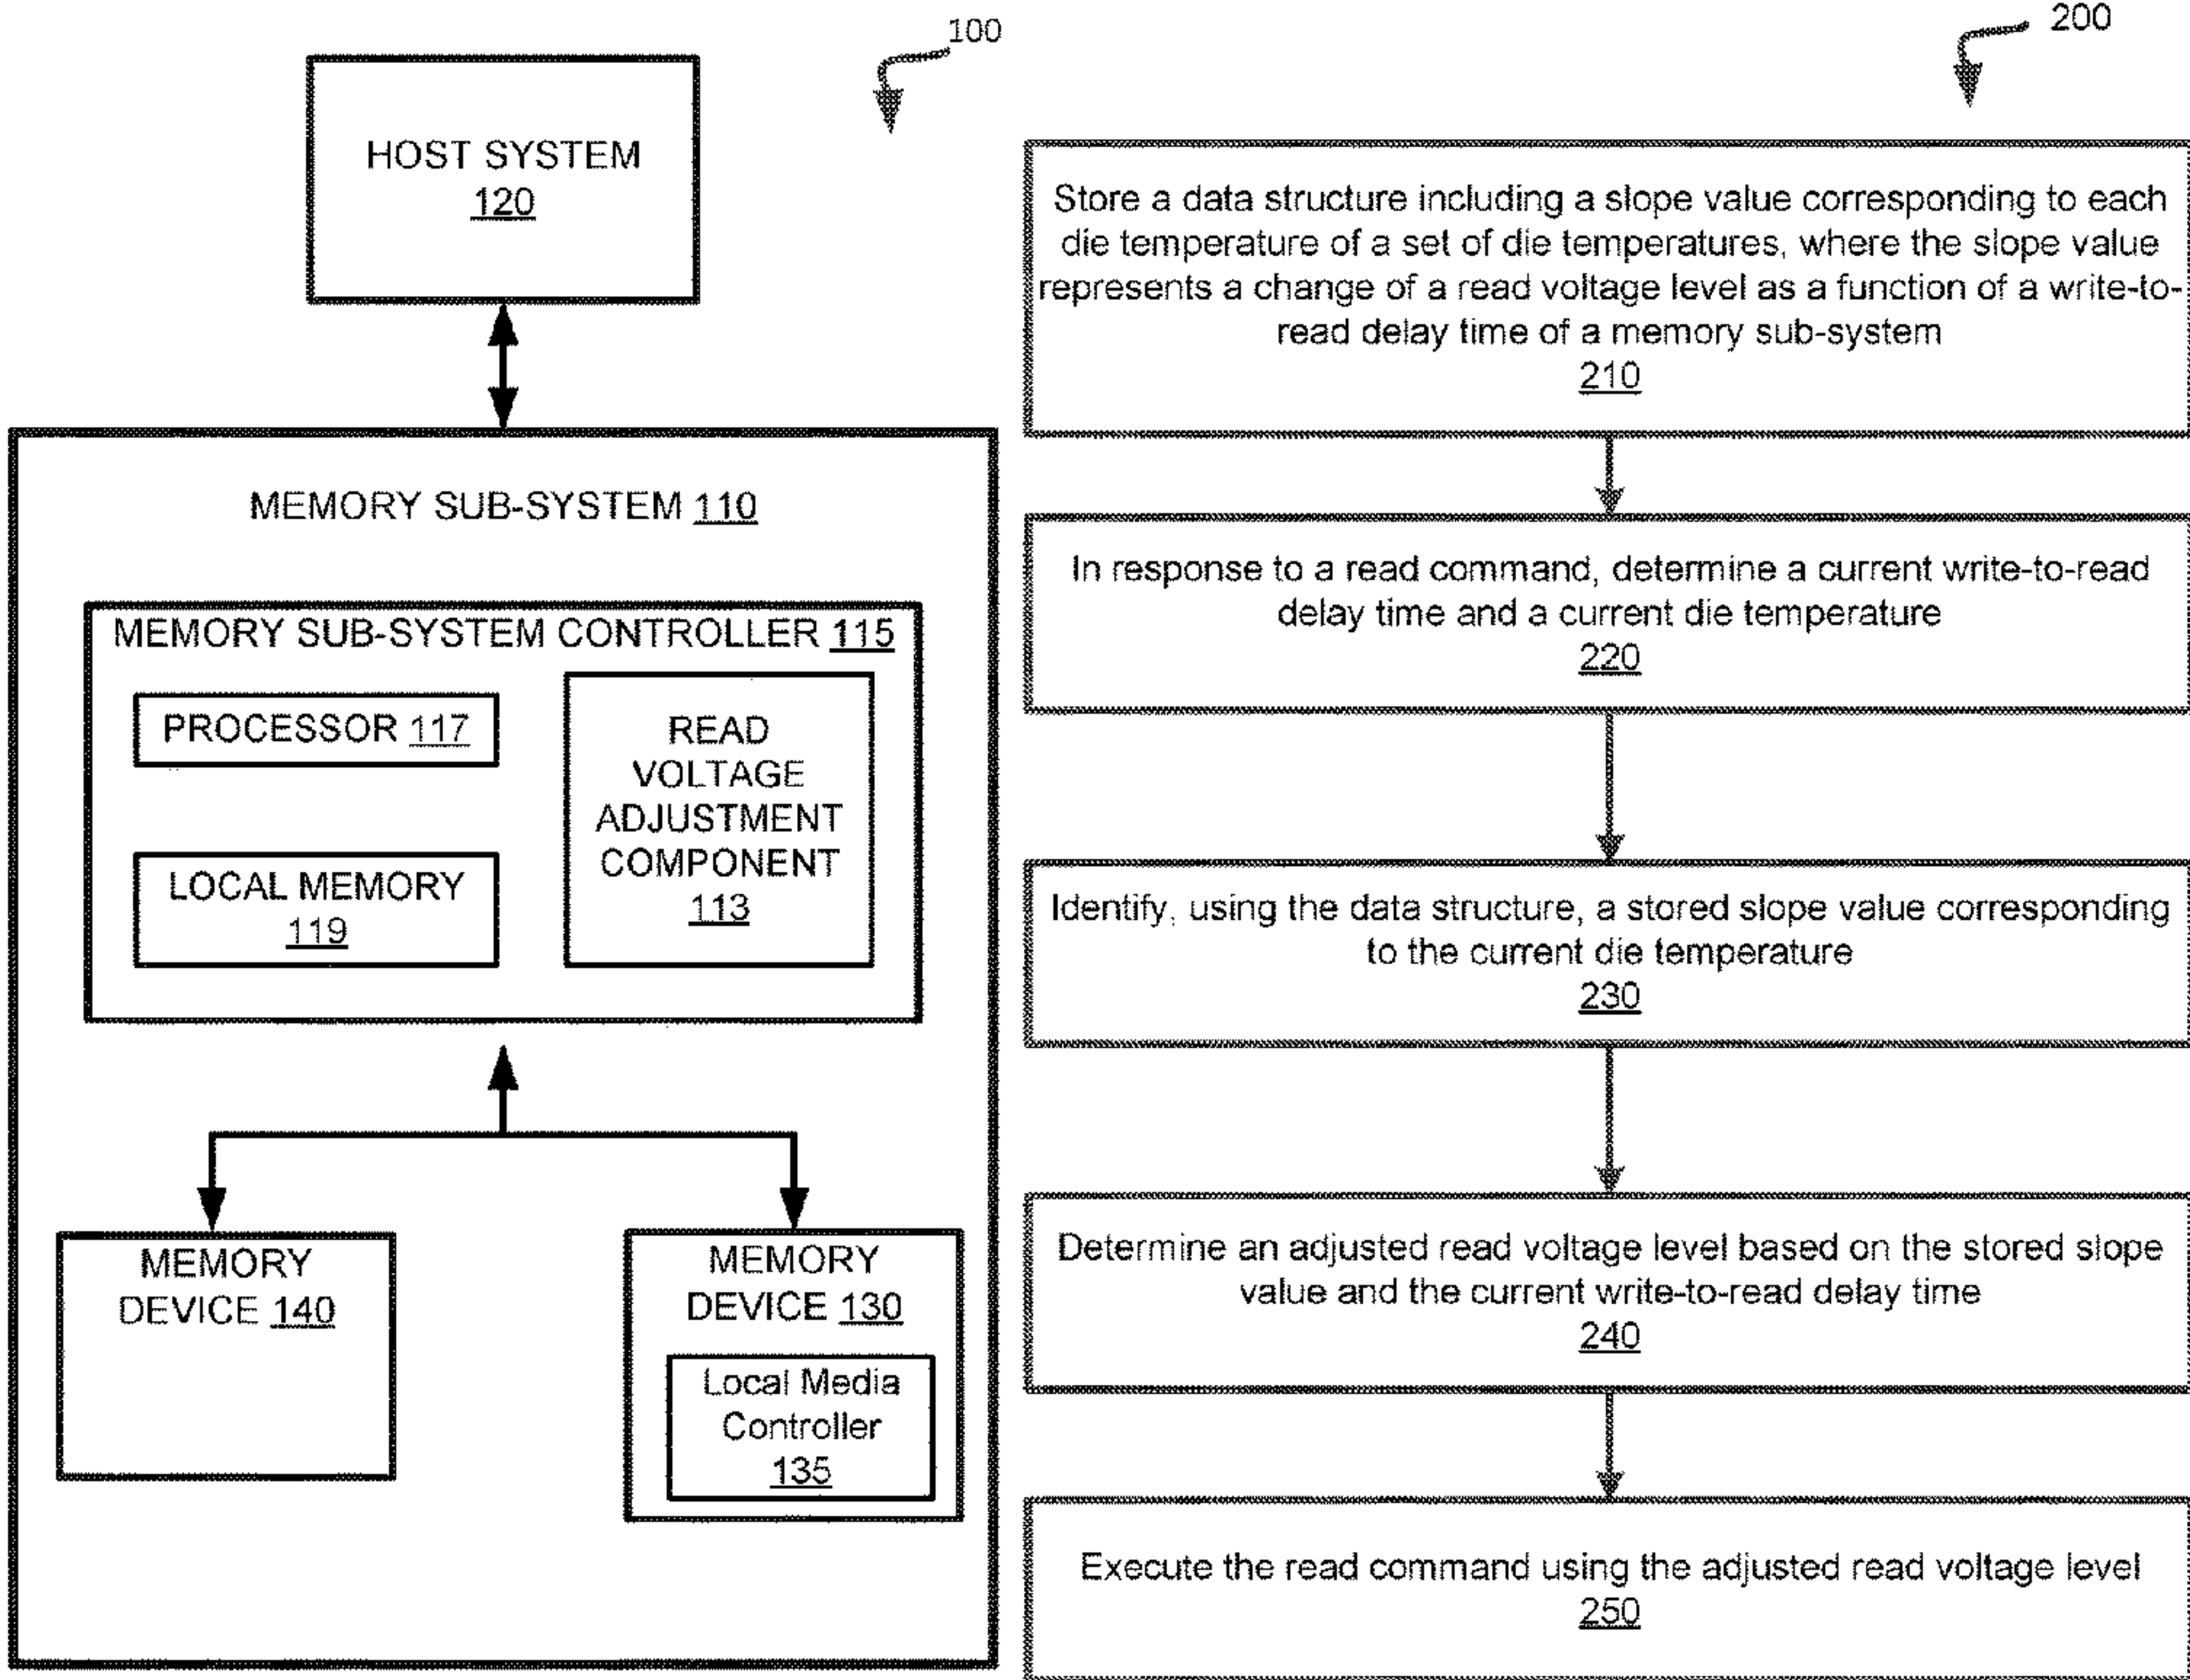 100
HOST SYSTEM
120
MEMORY SUB-SYSTEM 110
MEMORY SUB-SYSTEM CONTROLLER 115
PROCESSOR 117
LOCAL MEMORY
119
READ
VOLTAGE
ADJUSTMENT
COMPONENT
113
MEMORY
DEVICE 140
MEMORY
DEVICE 130
Local Media
Controller
135
200
Store a data structure including a slope value corresponding to each
die temperature of a set of die temperatures, where the slope value
represents a change of a read voltage level as a function of a write-to-
read delay time of a memory sub-system
210
In response to a read command, determine a current write-to-read
delay time and a current die temperature
220
Identify, using the data structure, a stored slope value corresponding
to the current die temperature
230
Determine an adjusted read voltage level based on the stored slope
value and the current write-to-read delay time
240
Execute the read command using the adjusted read voltage level
250